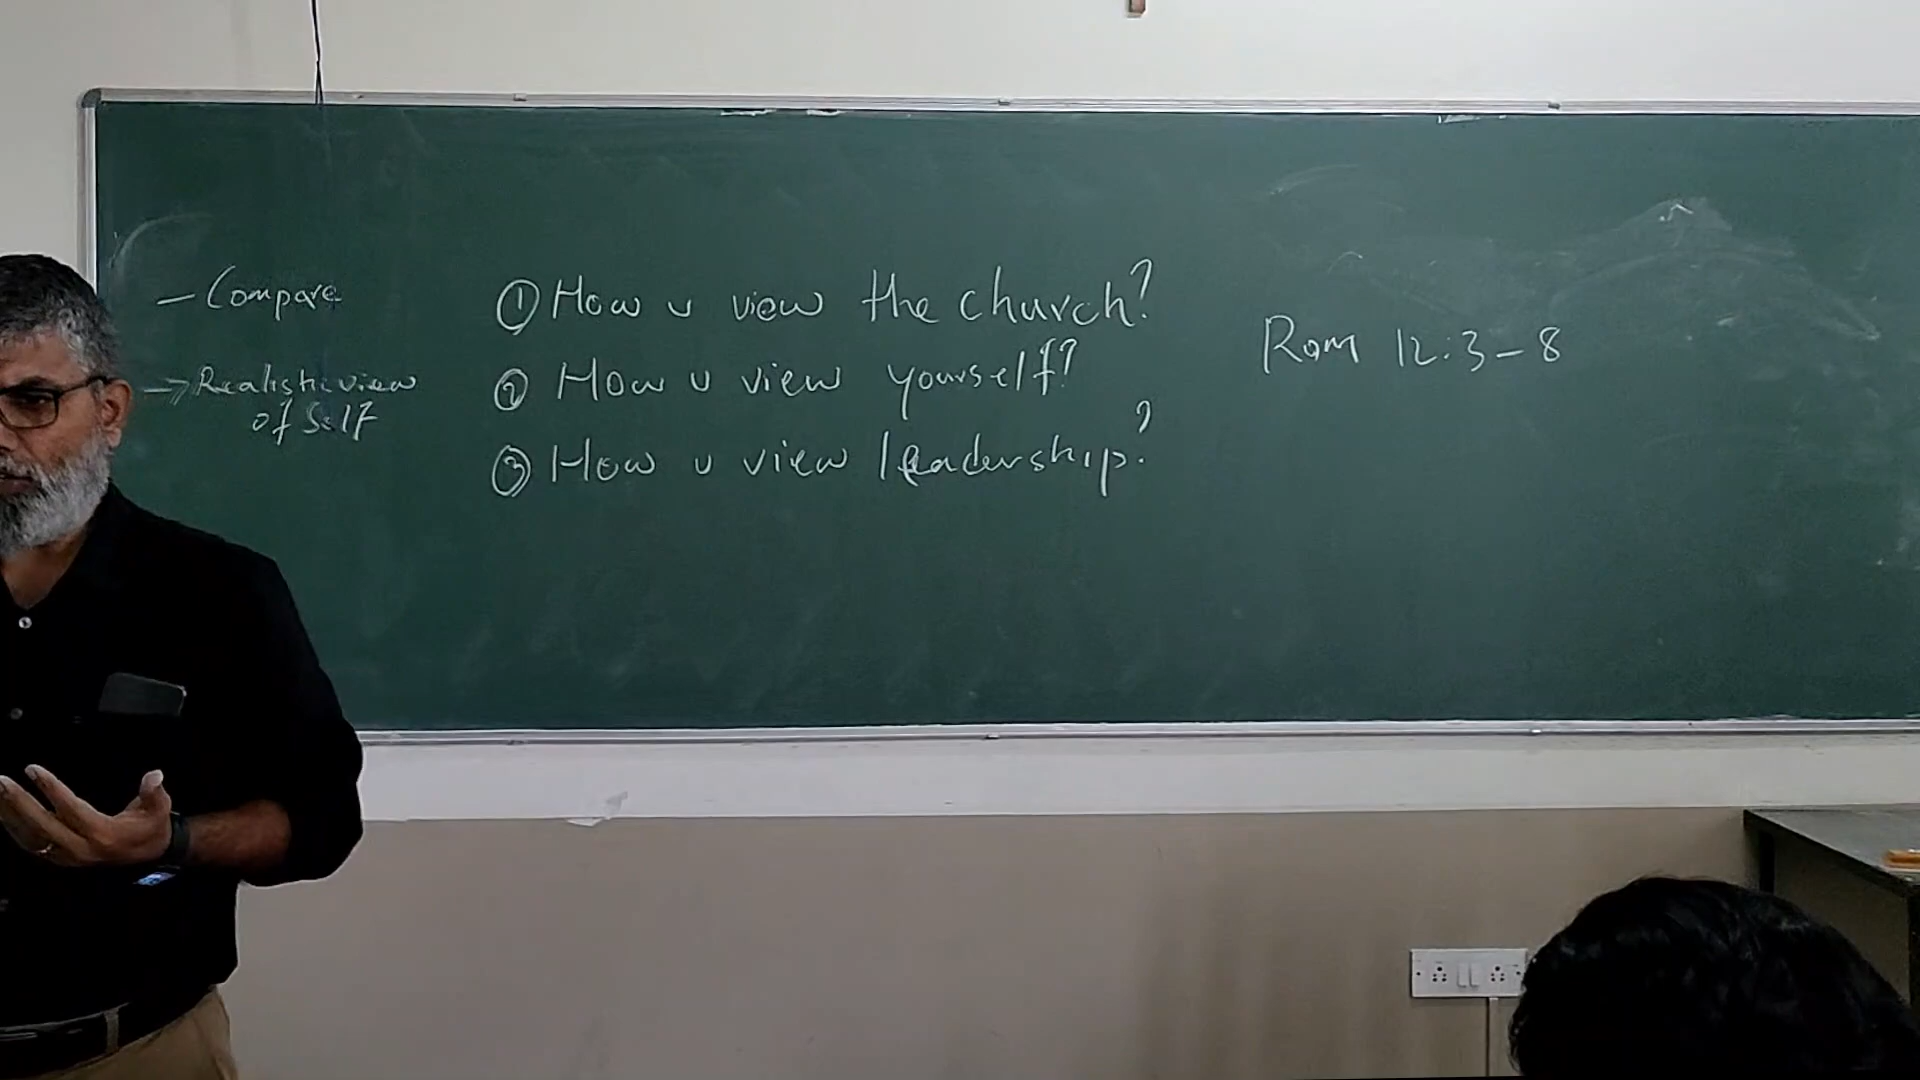 — Compare
→ Realistic view
of Self
① How u view the church?
② How u view yourself?
③ How u view leadership?
Rom 12:3-8